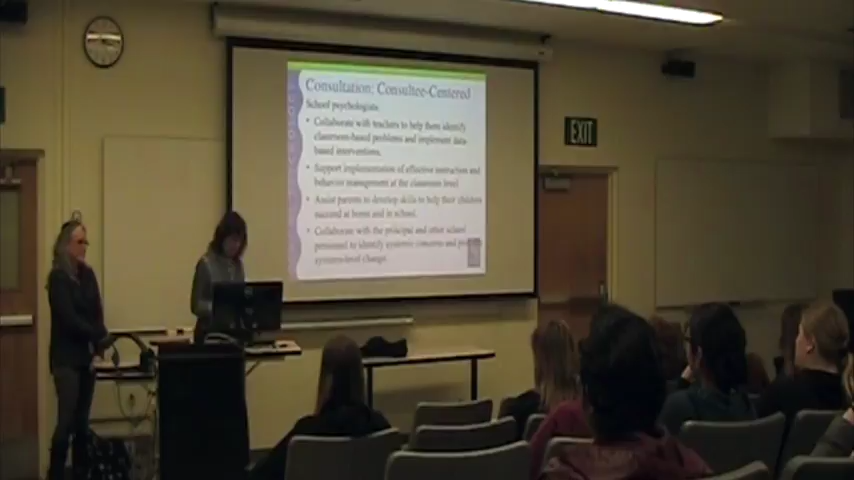 Consultation: Consultee-Centered
School psychologists:
• Collaborate with teachers to help them identify
classroom-based problems and implement data-
based interventions.
• Support implementation of effective instruction and
behavior management at the classroom level.
• Assist parents to develop skills to help their children
succeed at home and in school.
• Collaborate with the principal and other school
personnel to identify systemic concerns and
systems-level change.
EXIT